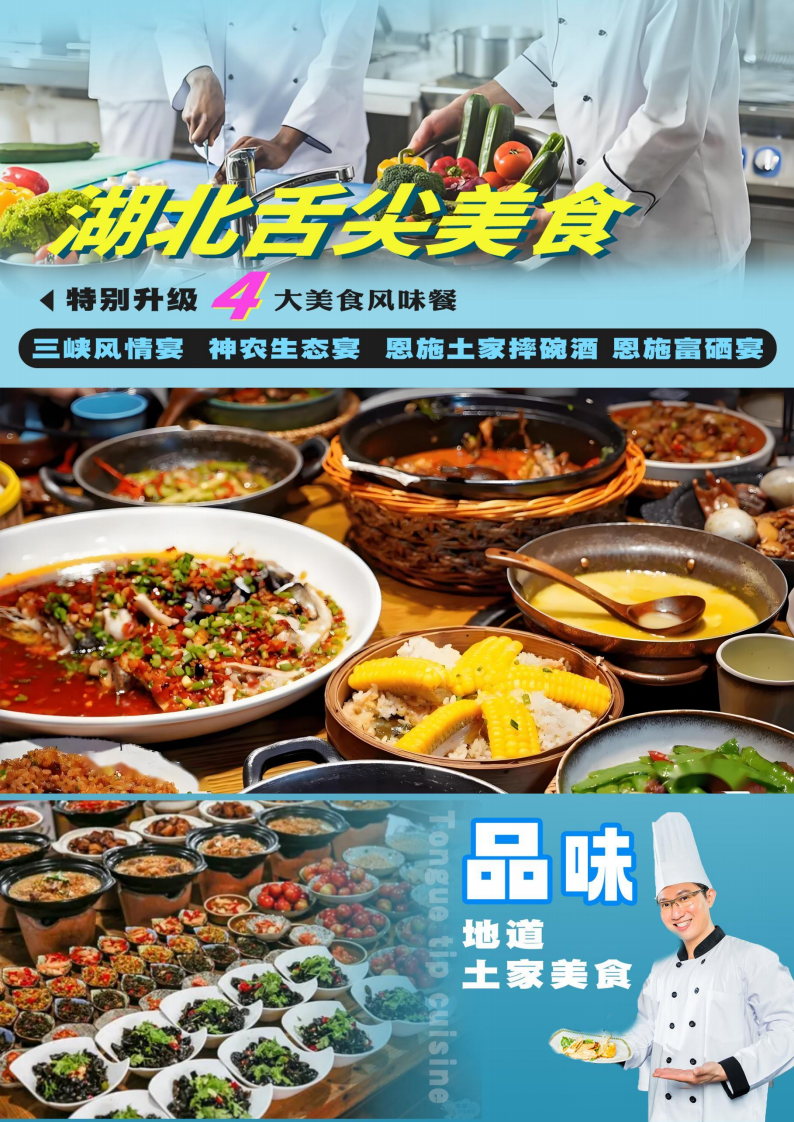 湖北舌尖美食
特别升级 4 大美食风味餐
三峡风情宴 神农生态宴 恩施土家摔碗酒 恩施富硒宴
品味
地道
土家美食
Tongue tip cuisine